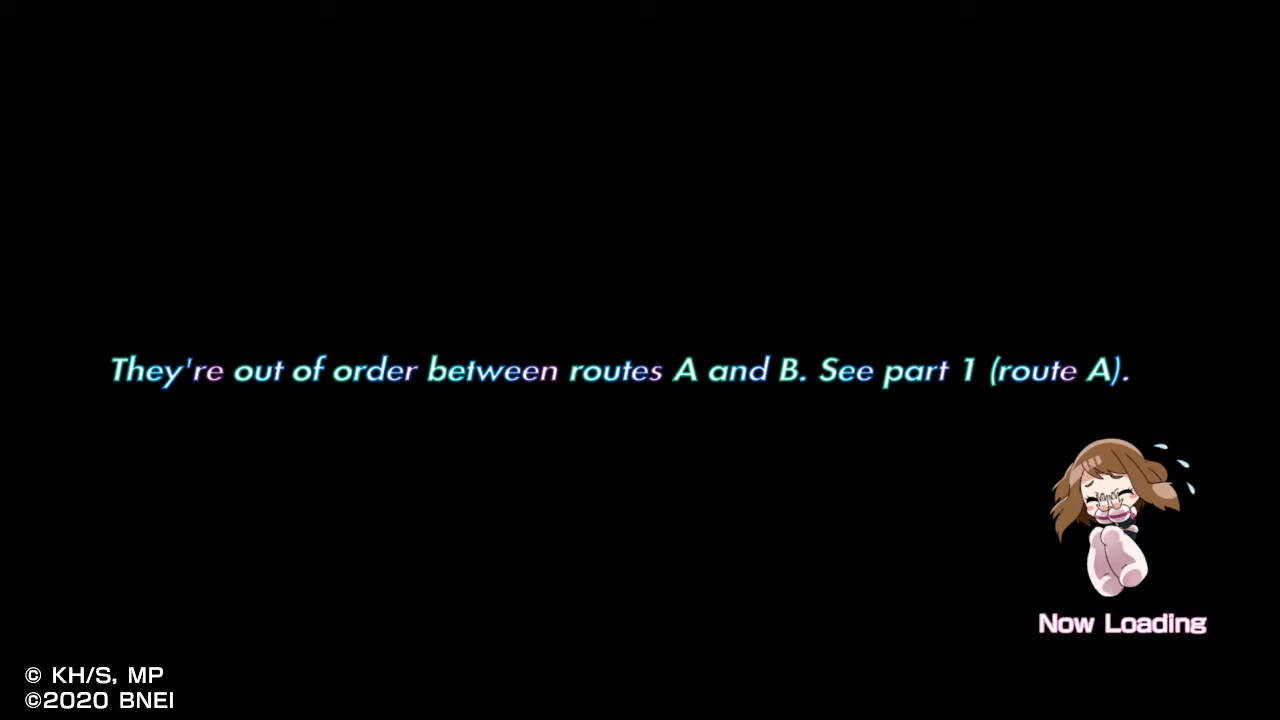 They're out of order between routes A and B. See part 1 (route A).
Now Loading
© KH/S, MP
©2020 BNEI